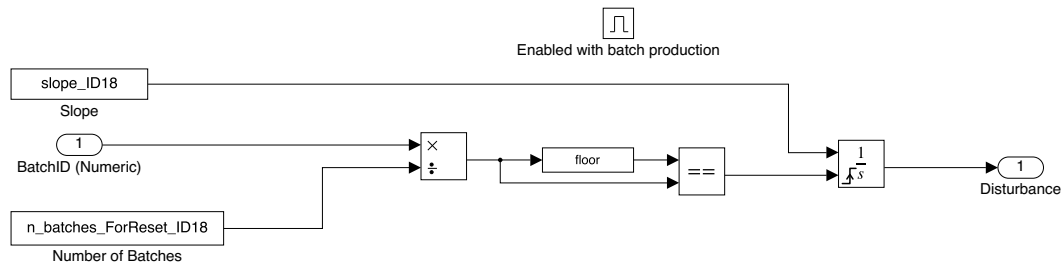 Enabled with batch production
slope_ID18
Slope
1
BatchID (Numeric)
×
÷
floor
==
1
s
1
Disturbance
n_batches_ForReset_ID18
Number of Batches